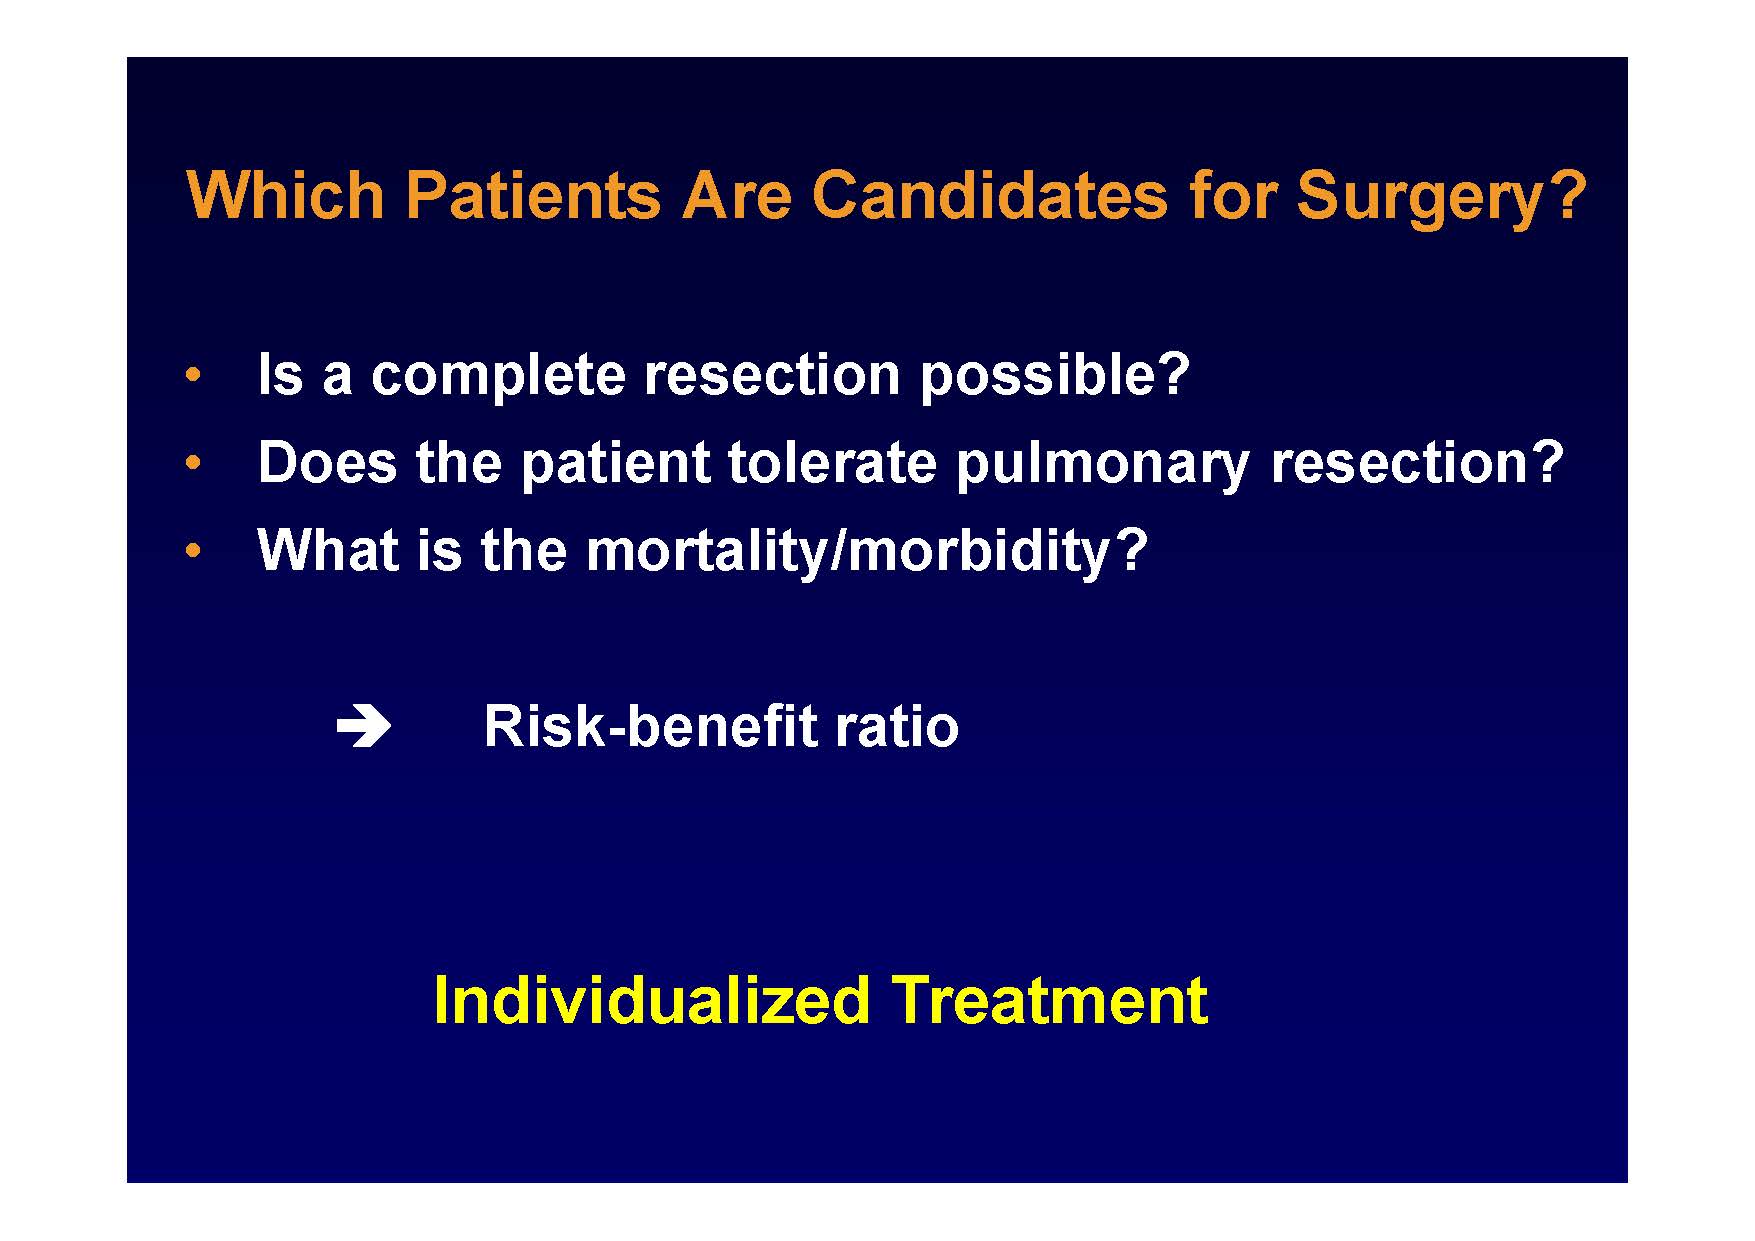 Which Patients Are Candidates for Surgery?
• Is a complete resection possible?
• Does the patient tolerate pulmonary resection?
• What is the mortality/morbidity?
➔ Risk-benefit ratio
Individualized Treatment